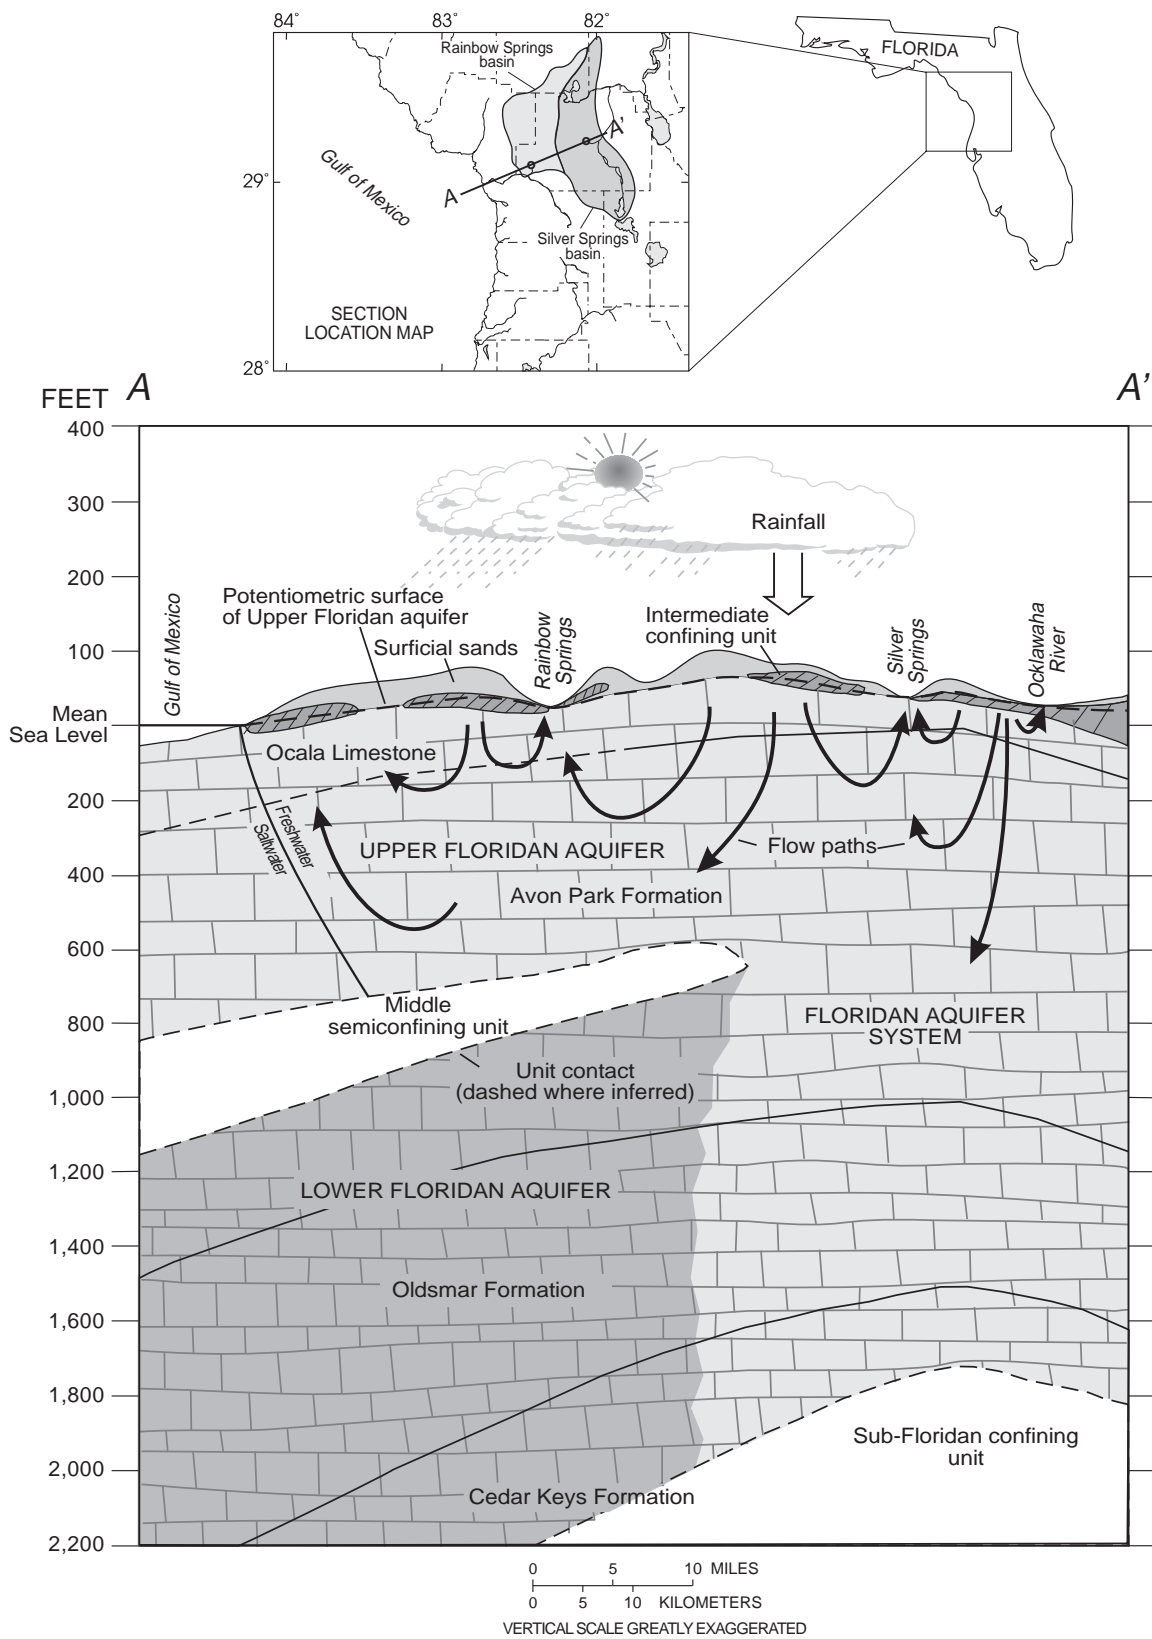 84°
83°
82°
Rainbow Springs
basin
FLORIDA
A'
Gulf of Mexico
29°
A
Silver Springs
basin
SECTION
LOCATION MAP
28°
FEET
A
A'
400
300
Rainfall
200
Potentiometric surface
of Upper Floridan aquifer
Intermediate
confining unit
Gulf of Mexico
Surficial sands
Rainbow
Springs
Silver
Springs
Ocklawaha
River
100
Mean
Sea Level
Ocala Limestone
200
Freshwater
Saltwater
UPPER FLORIDAN AQUIFER
Flow paths
400
Avon Park Formation
600
Middle
semiconfining unit
FLORIDAN AQUIFER
SYSTEM
800
Unit contact
(dashed where inferred)
1,000
1,200
LOWER FLORIDAN AQUIFER
1,400
Oldsmar Formation
1,600
1,800
Sub-Floridan confining
unit
2,000
Cedar Keys Formation
2,200
0 5 10 MILES
0 5 10 KILOMETERS
VERTICAL SCALE GREATLY EXAGGERATED